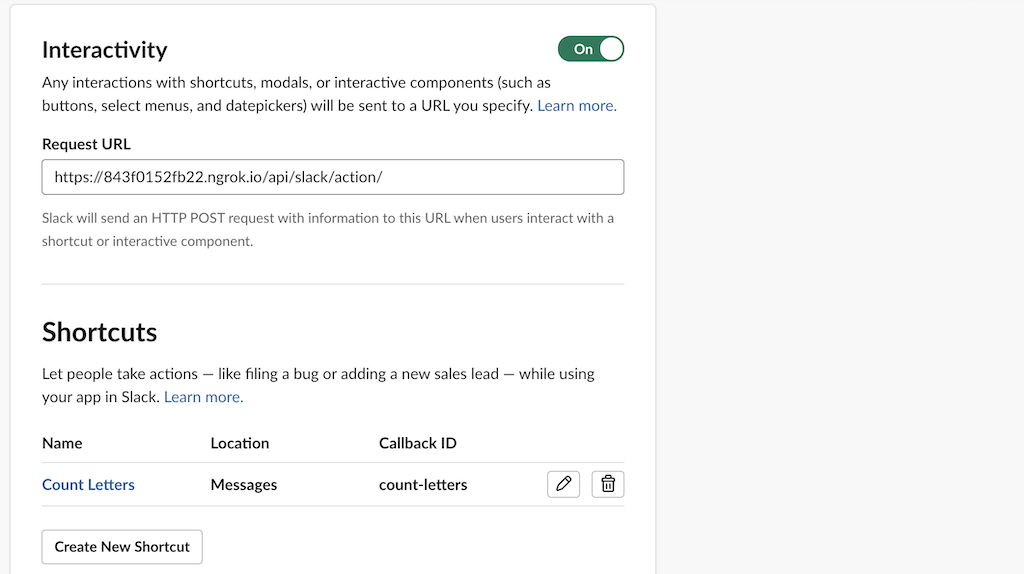 Interactivity
On
Any interactions with shortcuts, modals, or interactive components (such as
buttons, select menus, and datepickers) will be sent to a URL you specify. Learn more.
Request URL
https://843f0152fb22.ngrok.io/api/slack/action/
Slack will send an HTTP POST request with information to this URL when users interact with a
shortcut or interactive component.
Shortcuts
Let people take actions — like filing a bug or adding a new sales lead — while using
your app in Slack. Learn more.
Name Location Callback ID
Count Letters Messages count-letters
Create New Shortcut